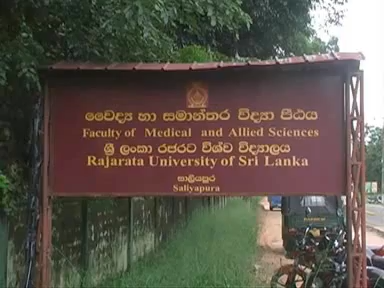 වෛද්‍ය හා සමාන්තර විද්‍යා පීඨය
Faculty of Medical and Allied Sciences
ශ්‍රී ලංකා රජරට විශ්ව විද්‍යාලය
Rajarata University of Sri Lanka
සාලියපුර
Saliyapura